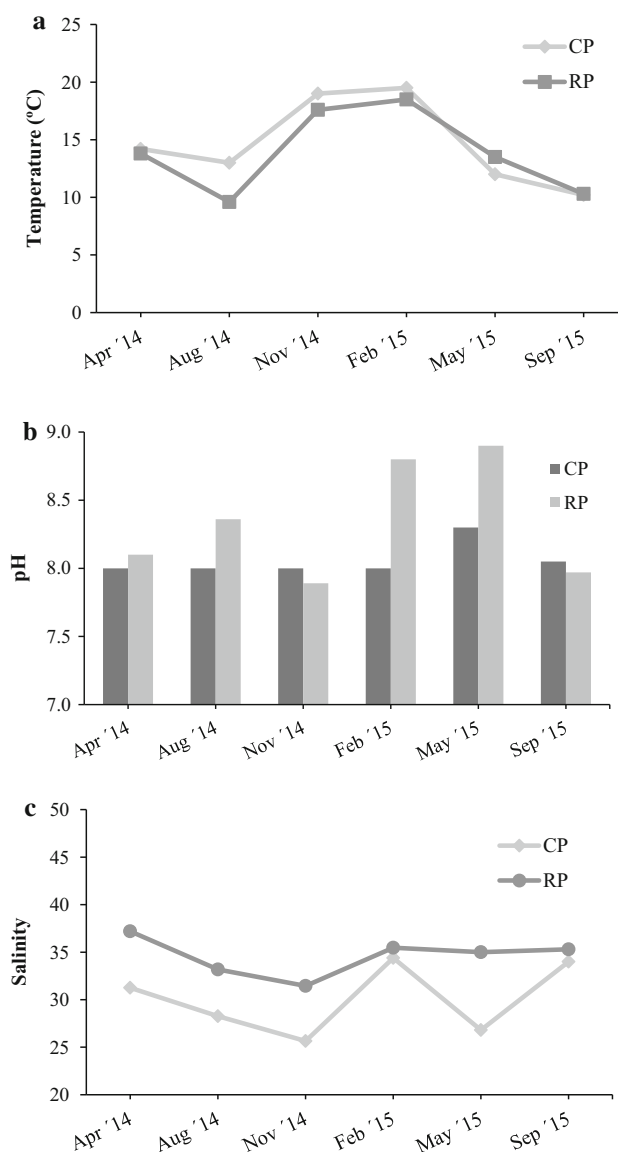 a
CP
RP
Temperature (ºC)
25
20
15
10
5
0
Apr ´14
Aug ´14
Nov ´14
Feb ´15
May ´15
Sep ´15
b
CP
RP
pH
9.0
8.5
8.0
7.5
7.0
Apr ´14
Aug ´14
Nov ´14
Feb ´15
May ´15
Sep ´15
c
CP
RP
Salinity
50
45
40
35
30
25
20
Apr ´14
Aug ´14
Nov ´14
Feb ´15
May ´15
Sep ´15